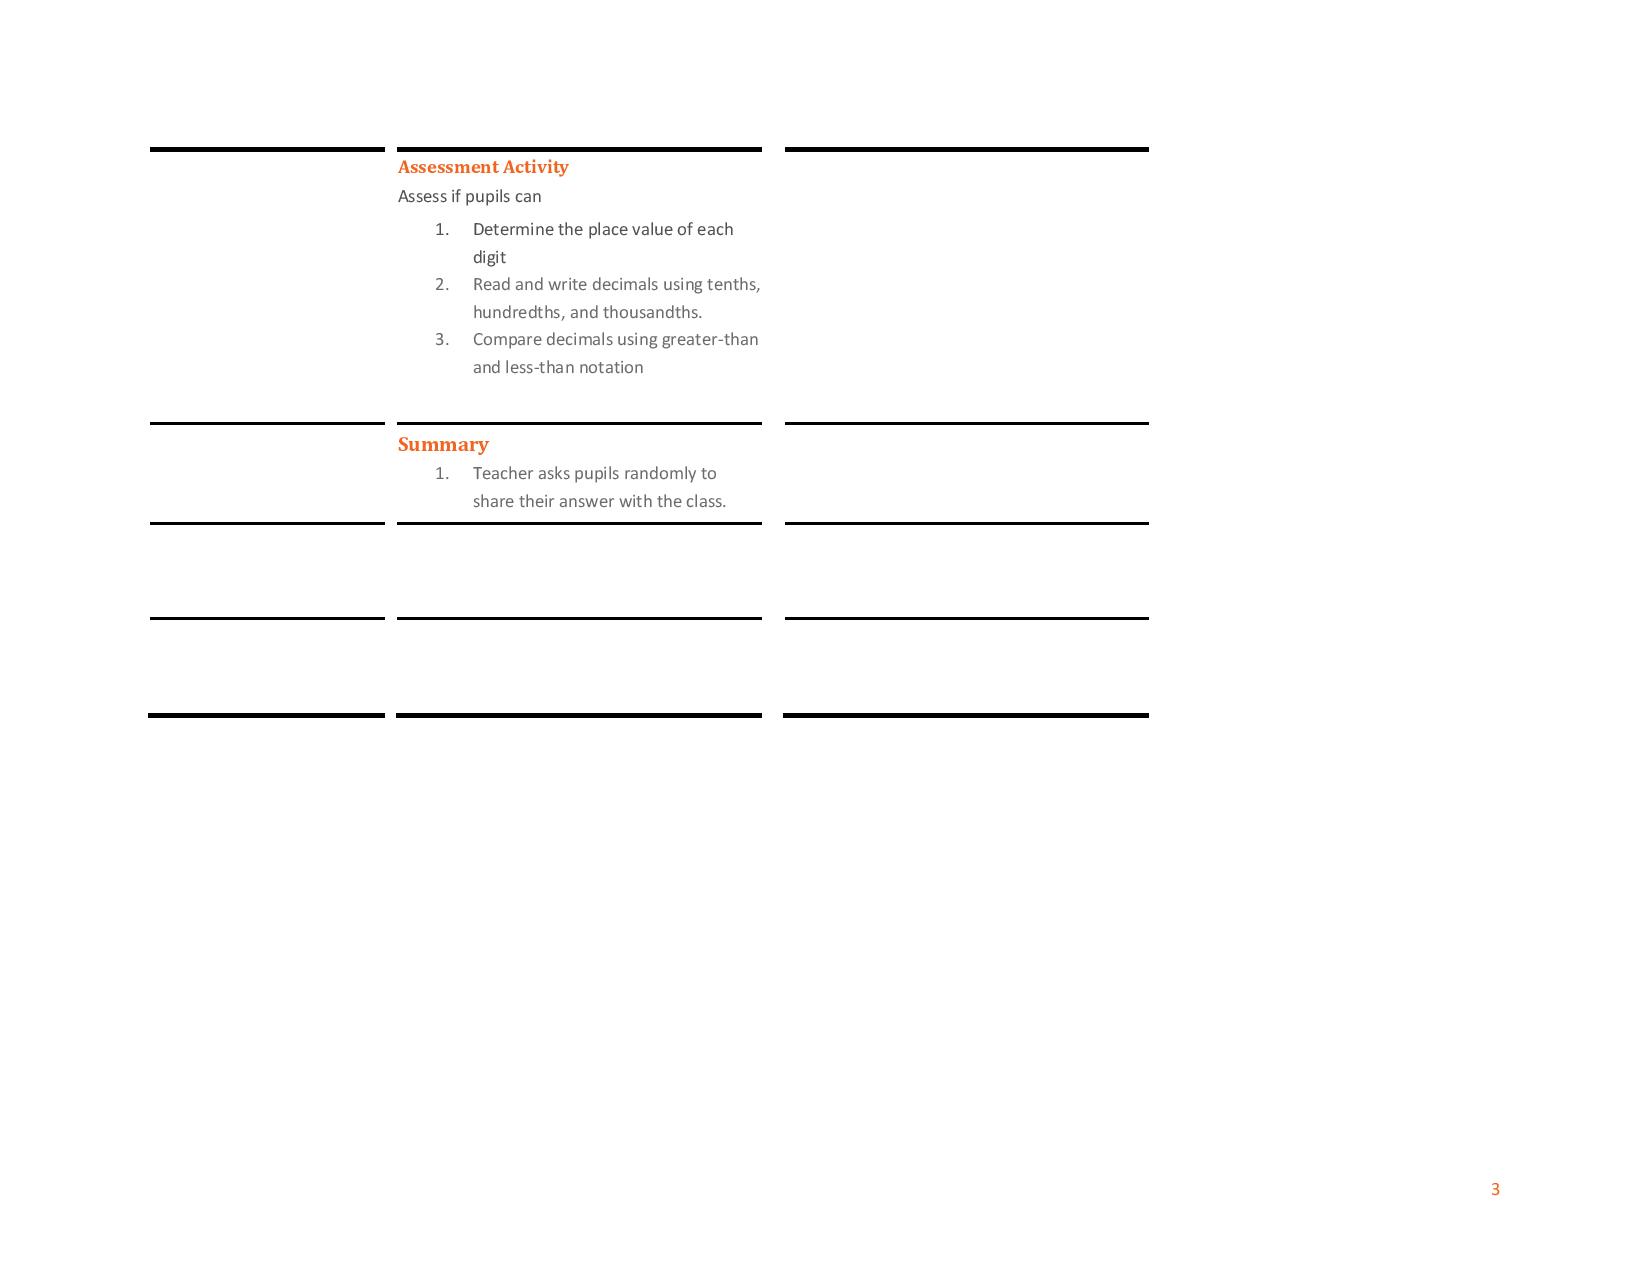 Assessment Activity
Assess if pupils can
1. Determine the place value of each
digit
2. Read and write decimals using tenths,
hundredths, and thousandths.
3. Compare decimals using greater-than
and less-than notation
Summary
1. Teacher asks pupils randomly to
share their answer with the class.
3